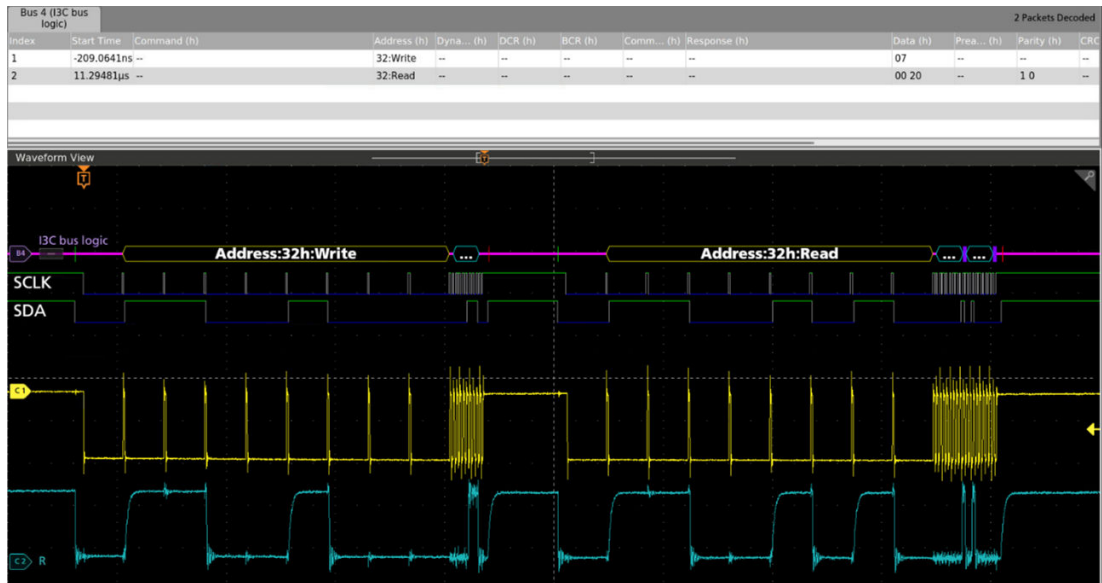 Bus 4 (I3C bus logic)
2 Packets Decoded
Index Start Time Command (h) Address (h) Dyna... (h) DCR (h) BCR (h) Comm... (h) Response (h) Data (h) Prea... (h) Parity (h) CRC
1 -209.0641ns -- 32:Write -- -- -- -- -- 07 -- -- --
2 11.29481µs -- 32:Read -- -- -- -- -- 00 20 -- 1 0 --
Waveform View
T
T
I3C bus logic
B4 Address:32h:Write ... Address:32h:Read ... ...
SCLK
SDA
C1
C2 R